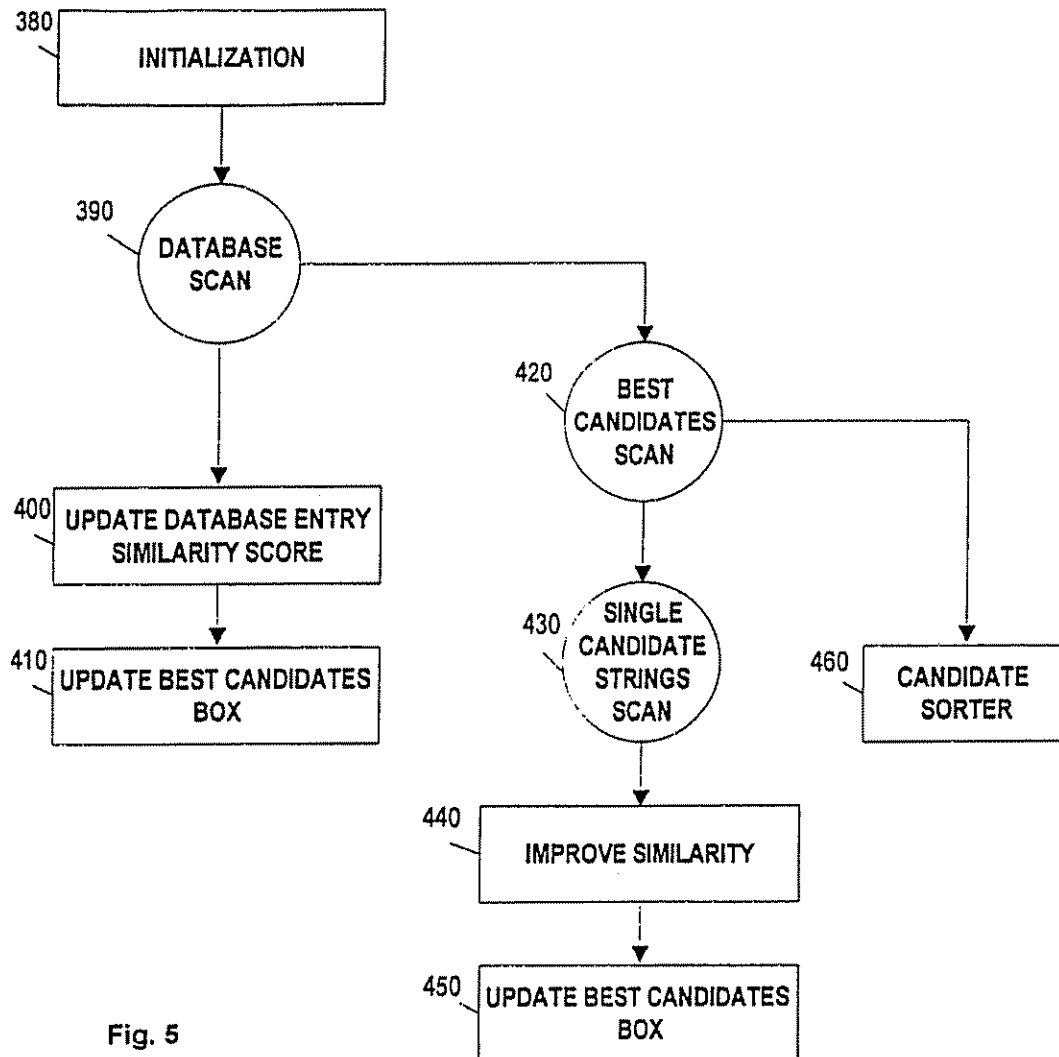 380
INITIALIZATION
390
DATABASE
SCAN
420
BEST
CANDIDATES
SCAN
400
UPDATE DATABASE ENTRY
SIMILARITY SCORE
430
SINGLE
CANDIDATE
STRINGS
SCAN
410
UPDATE BEST CANDIDATES
BOX
460
CANDIDATE
SORTER
440
IMPROVE SIMILARITY
450
UPDATE BEST CANDIDATES
BOX
Fig. 5